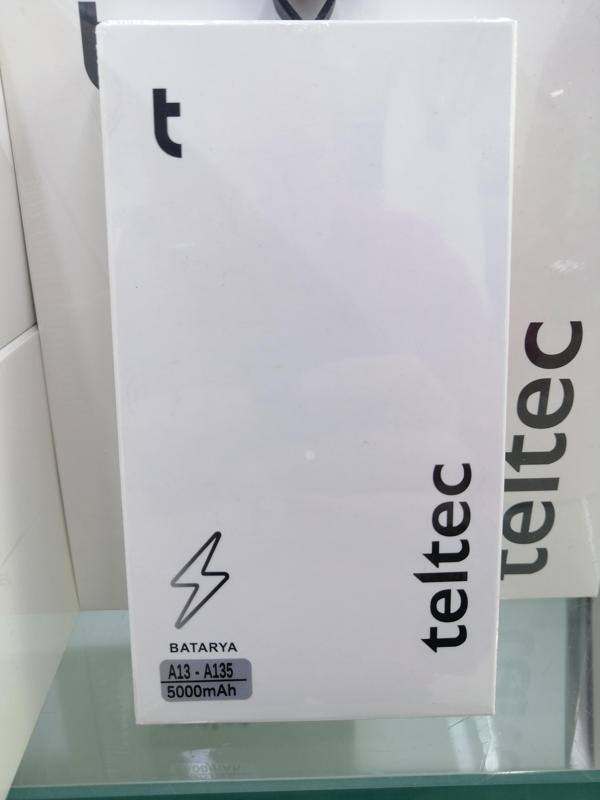 t
teltec
BATARYA
A13 - A135
5000mAh
teltec